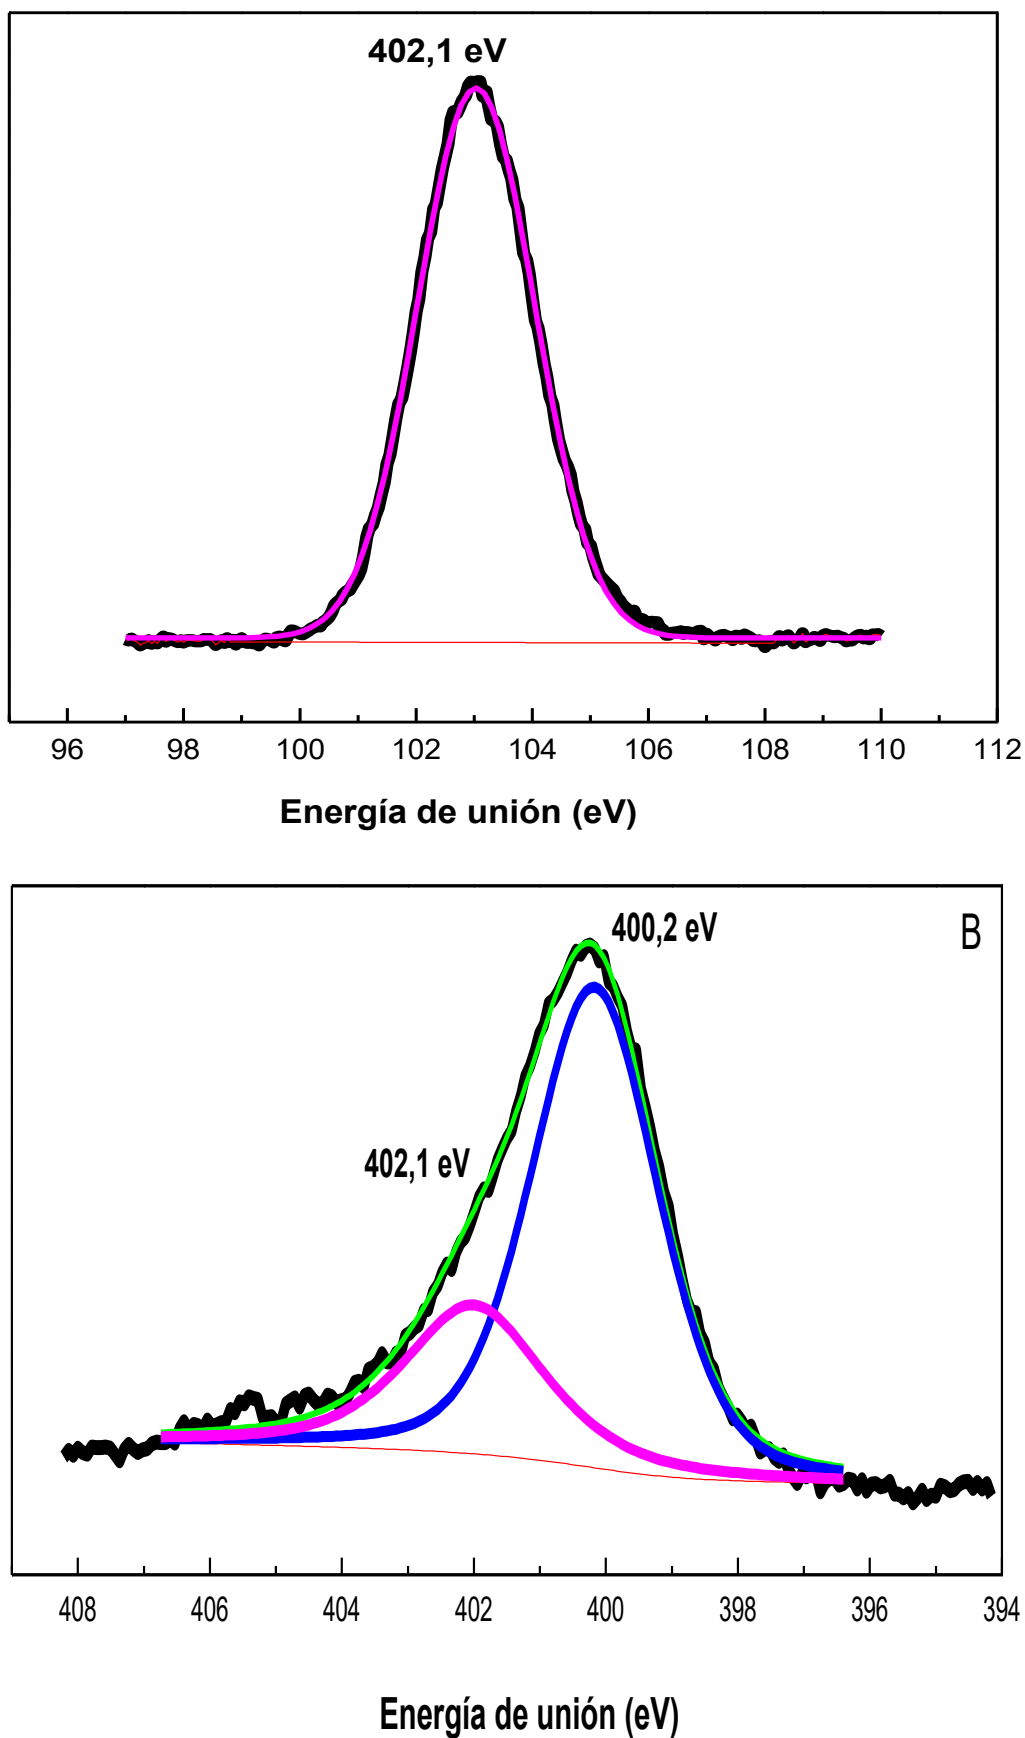 402,1 eV
96 98 100 102 104 106 108 110 112
Energía de unión (eV)
400,2 eV
B
402,1 eV
408 406 404 402 400 398 396 394
Energía de unión (eV)